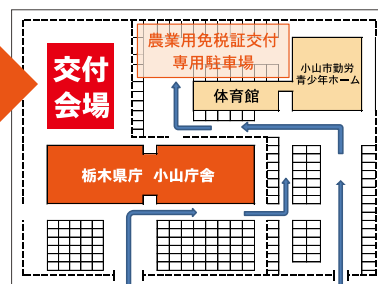 農業用免税証交付
専用駐車場
交付
会場
小山市勤労
青少年ホーム
体育館
栃木県庁 小山庁舎